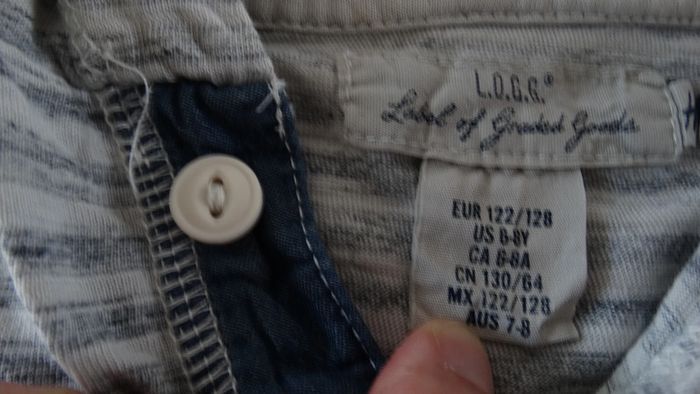 L.O.G.G.®
Label of Graded Goods
EUR 122/128
US 6-8Y
CA 6-8A
CN 130/64
MX 122/128
AUS 7-8